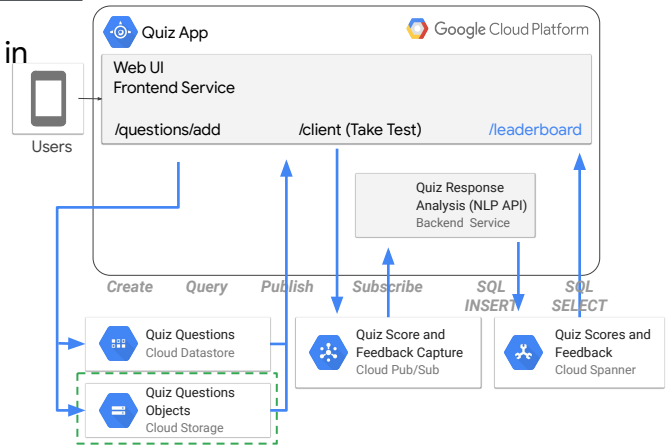 Quiz App
Google Cloud Platform
in
Web UI
Frontend Service
/questions/add
/client (Take Test)
/leaderboard
Users
Quiz Response
Analysis (NLP API)
Backend Service
Create
Query
Publish
Subscribe
SQL
INSERT
SQL
SELECT
Quiz Questions
Cloud Datastore
Quiz Score and
Feedback Capture
Cloud Pub/Sub
Quiz Scores and
Feedback
Cloud Spanner
Quiz Questions
Objects
Cloud Storage